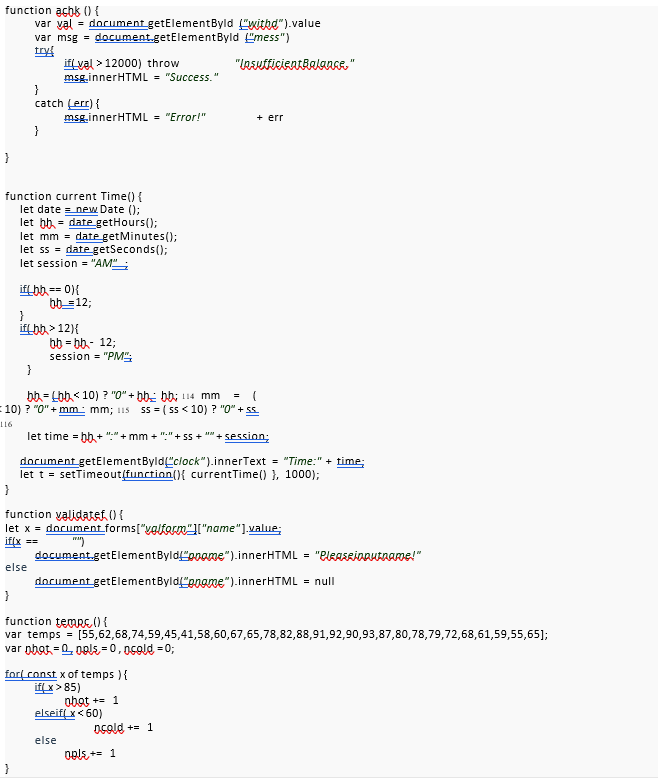 function achk () {
var val = document.getElementById ("withd").value
var msg = document.getElementById ("mess")
try{
if( val > 12000) throw "InsufficientBalance."
msg.innerHTML = "Success."
}
catch ( err) {
msg.innerHTML = "Error!" + err
}
}
function current Time() {
let date = new Date ();
let hh = date.getHours();
let mm = date.getMinutes();
let ss = date.getSeconds();
let session = "AM" ;
if( hh == 0){
hh =12;
}
if( hh > 12){
hh = hh - 12;
session = "PM";
}
hh = ( hh < 10) ? "0" + hh : hh; 114 mm = (
< 10) ? "0" + mm : mm; 115 ss = ( ss < 10) ? "0" + ss
116
let time = hh + ":" + mm + ":" + ss + "" + session;
document.getElementById("clock").innerText = "Time:" + time;
let t = setTimeout(function(){ currentTime() }, 1000);
}
function validatef () {
let x = document.forms["valform"]["name"].value;
if(x == "")
document.getElementById("pname").innerHTML = "Pleaseinputname!"
else
document.getElementById("pname").innerHTML = null
}
function tempc() {
var temps = [55,62,68,74,59,45,41,58,60,67,65,78,82,88,91,92,90,93,87,80,78,79,72,68,61,59,55,65];
var nhot = 0 , npls = 0 , ncold = 0;
for( const x of temps ) {
if( x > 85)
nhot += 1
elseif( x < 60)
ncold += 1
else
npls += 1
}